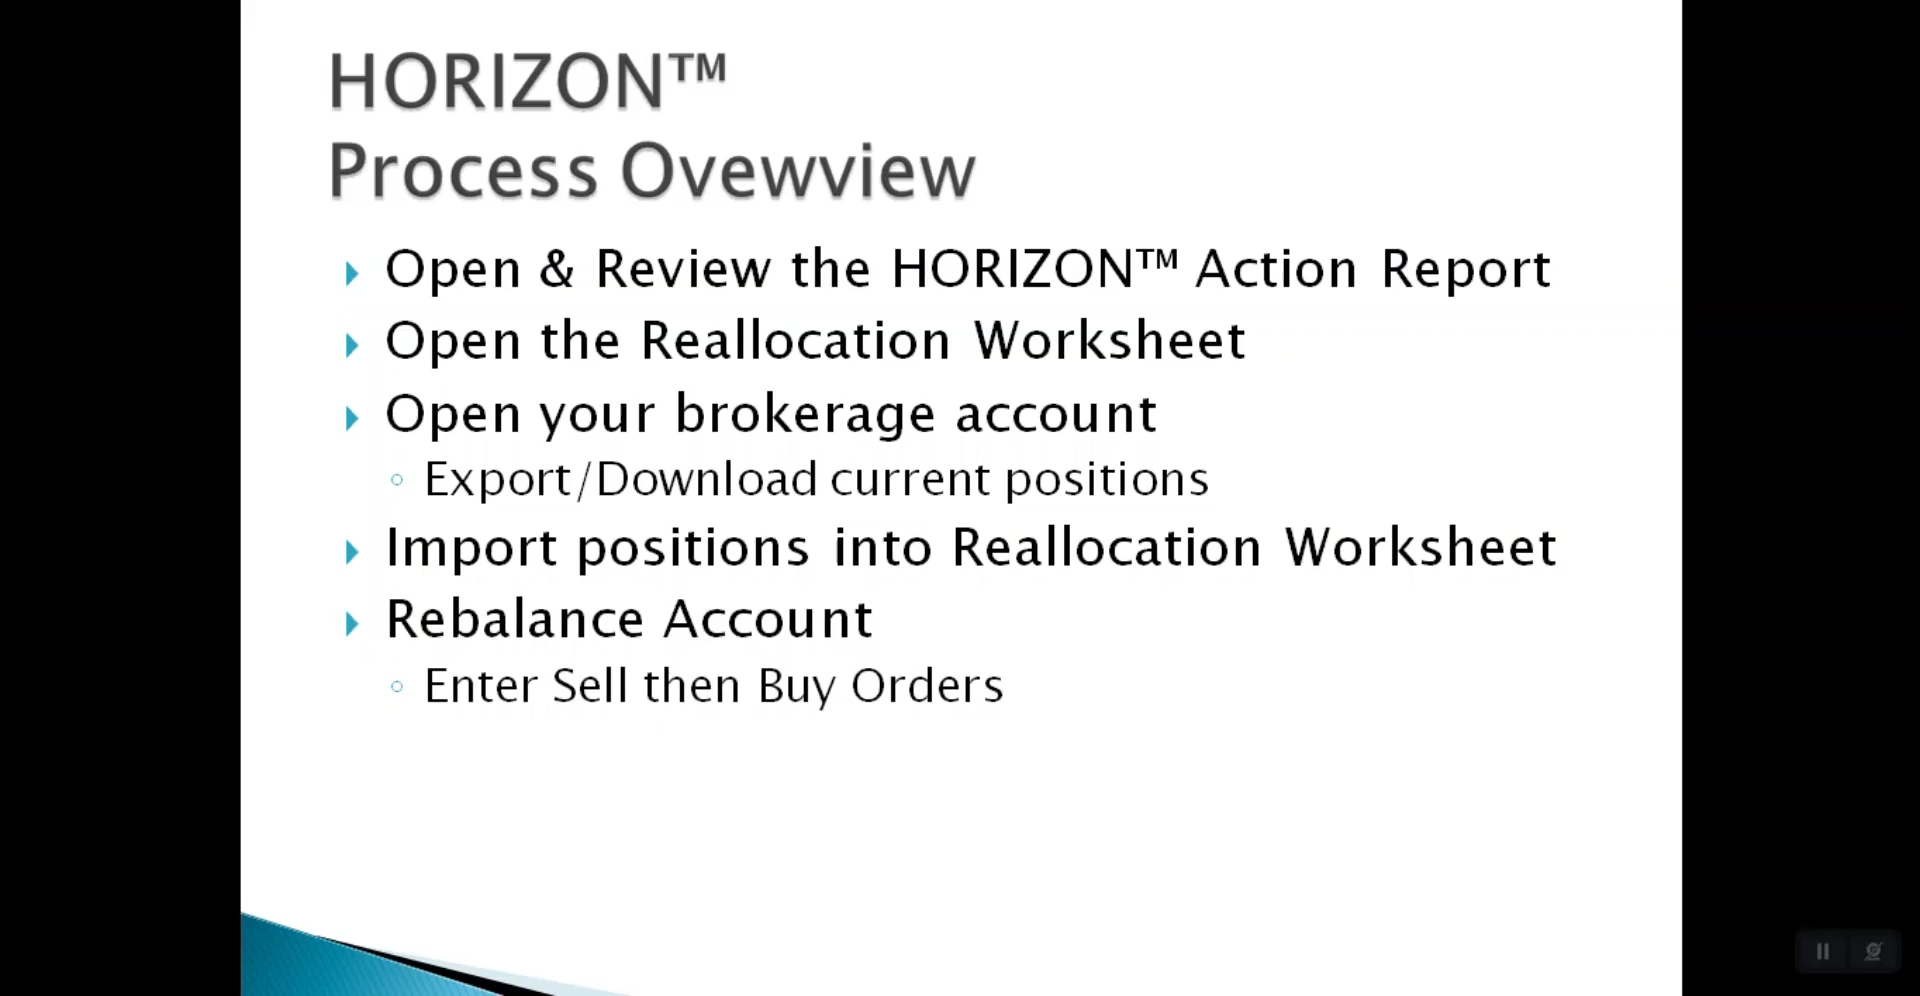 HORIZON™
Process Ovewview
Open & Review the HORIZON™ Action Report
Open the Reallocation Worksheet
Open your brokerage account
Export/Download current positions
Import positions into Reallocation Worksheet
Rebalance Account
Enter Sell then Buy Orders